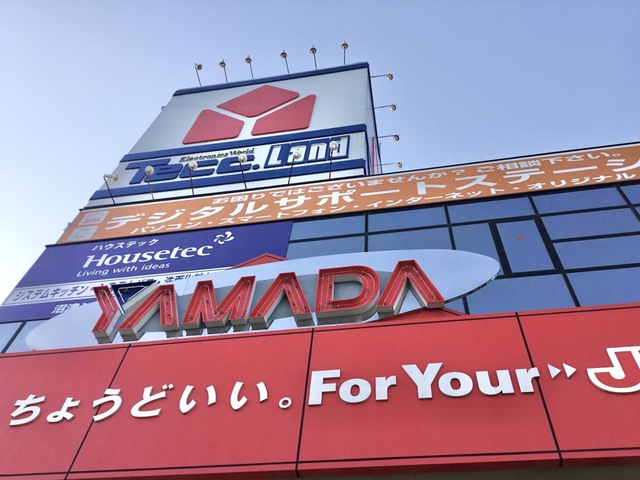 Electronics World
Tecc.Land
お困りではございませんか？ご相談下さい。
デジタルサポートステーシ
パソコン・スマートフォン・インターネット・オリジナル
ハウステック
Housetec
Living with ideas
システムキッチン
沼津
YAMADA
ちょうどいい。For Your